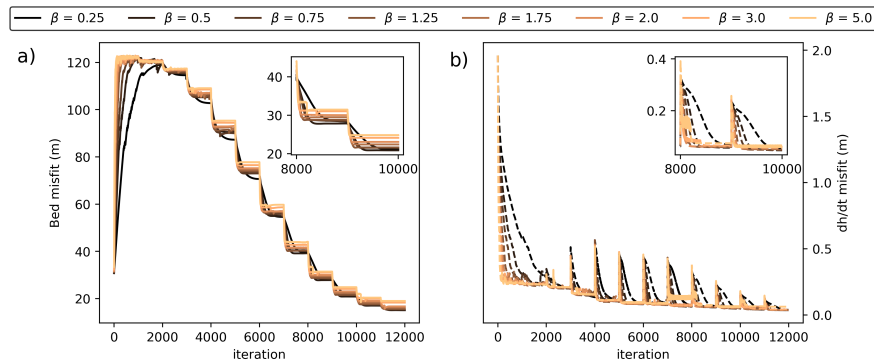 β = 0.25 β = 0.5 β = 0.75 β = 1.25 β = 1.75 β = 2.0 β = 3.0 β = 5.0
a)
Bed misfit (m)
120
100
80
60
40
20
0 2000 4000 6000 8000 10000 12000
iteration
40
30
20
8000 10000
b)
0.4
0.2
8000 10000
2.0
1.5
1.0
0.5
0.0
dh/dt misfit (m)
0 2000 4000 6000 8000 10000 12000
iteration